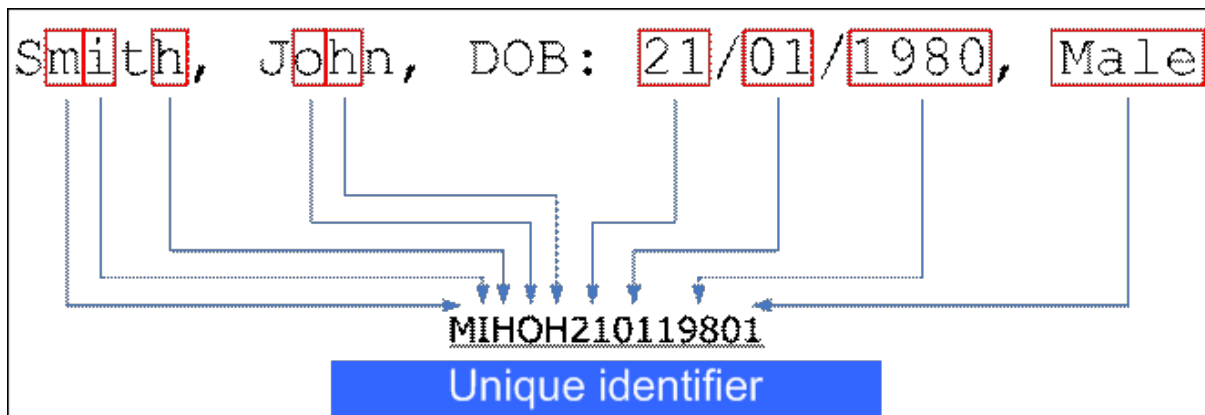 Smith, John, DOB: 21/01/1980, Male
MIHOH210119801
Unique identifier